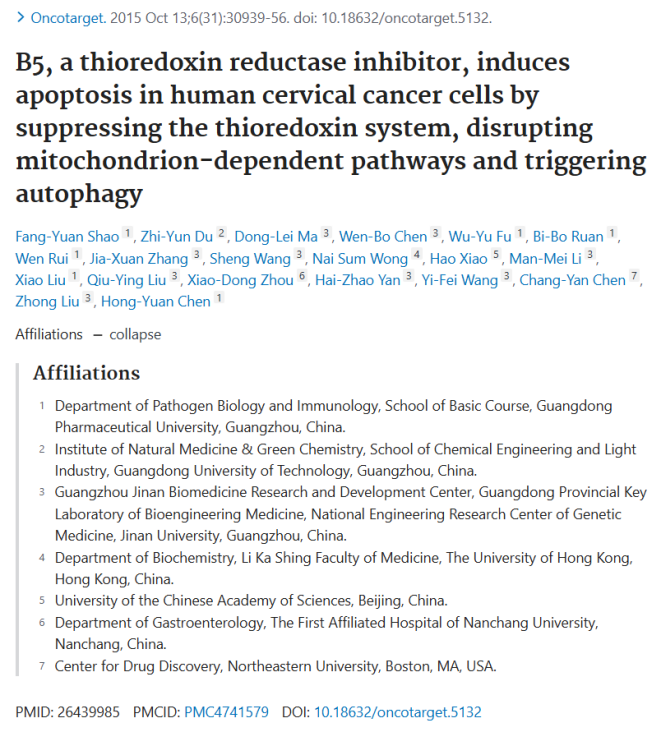 Oncotarget. 2015 Oct 13;6(31):30939-56. doi: 10.18632/oncotarget.5132.
B5, a thioredoxin reductase inhibitor, induces
apoptosis in human cervical cancer cells by
suppressing the thioredoxin system, disrupting
mitochondrion-dependent pathways and triggering
autophagy
Fang-Yuan Shao 1, Zhi-Yun Du 2, Dong-Lei Ma 3, Wen-Bo Chen 3, Wu-Yu Fu 1, Bi-Bo Ruan 1,
Wen Rui 1, Jia-Xuan Zhang 3, Sheng Wang 3, Nai Sum Wong 4, Hao Xiao 5, Man-Mei Li 3,
Xiao Liu 1, Qiu-Ying Liu 3, Xiao-Dong Zhou 6, Hai-Zhao Yan 3, Yi-Fei Wang 3, Chang-Yan Chen 7,
Zhong Liu 3, Hong-Yuan Chen 1
Affiliations – collapse
Affiliations
1 Department of Pathogen Biology and Immunology, School of Basic Course, Guangdong
Pharmaceutical University, Guangzhou, China.
2 Institute of Natural Medicine & Green Chemistry, School of Chemical Engineering and Light
Industry, Guangdong University of Technology, Guangzhou, China.
3 Guangzhou Jinan Biomedicine Research and Development Center, Guangdong Provincial Key
Laboratory of Bioengineering Medicine, National Engineering Research Center of Genetic
Medicine, Jinan University, Guangzhou, China.
4 Department of Biochemistry, Li Ka Shing Faculty of Medicine, The University of Hong Kong,
Hong Kong, China.
5 University of the Chinese Academy of Sciences, Beijing, China.
6 Department of Gastroenterology, The First Affiliated Hospital of Nanchang University,
Nanchang, China.
7 Center for Drug Discovery, Northeastern University, Boston, MA, USA.
PMID: 26439985 PMCID: PMC4741579 DOI: 10.18632/oncotarget.5132